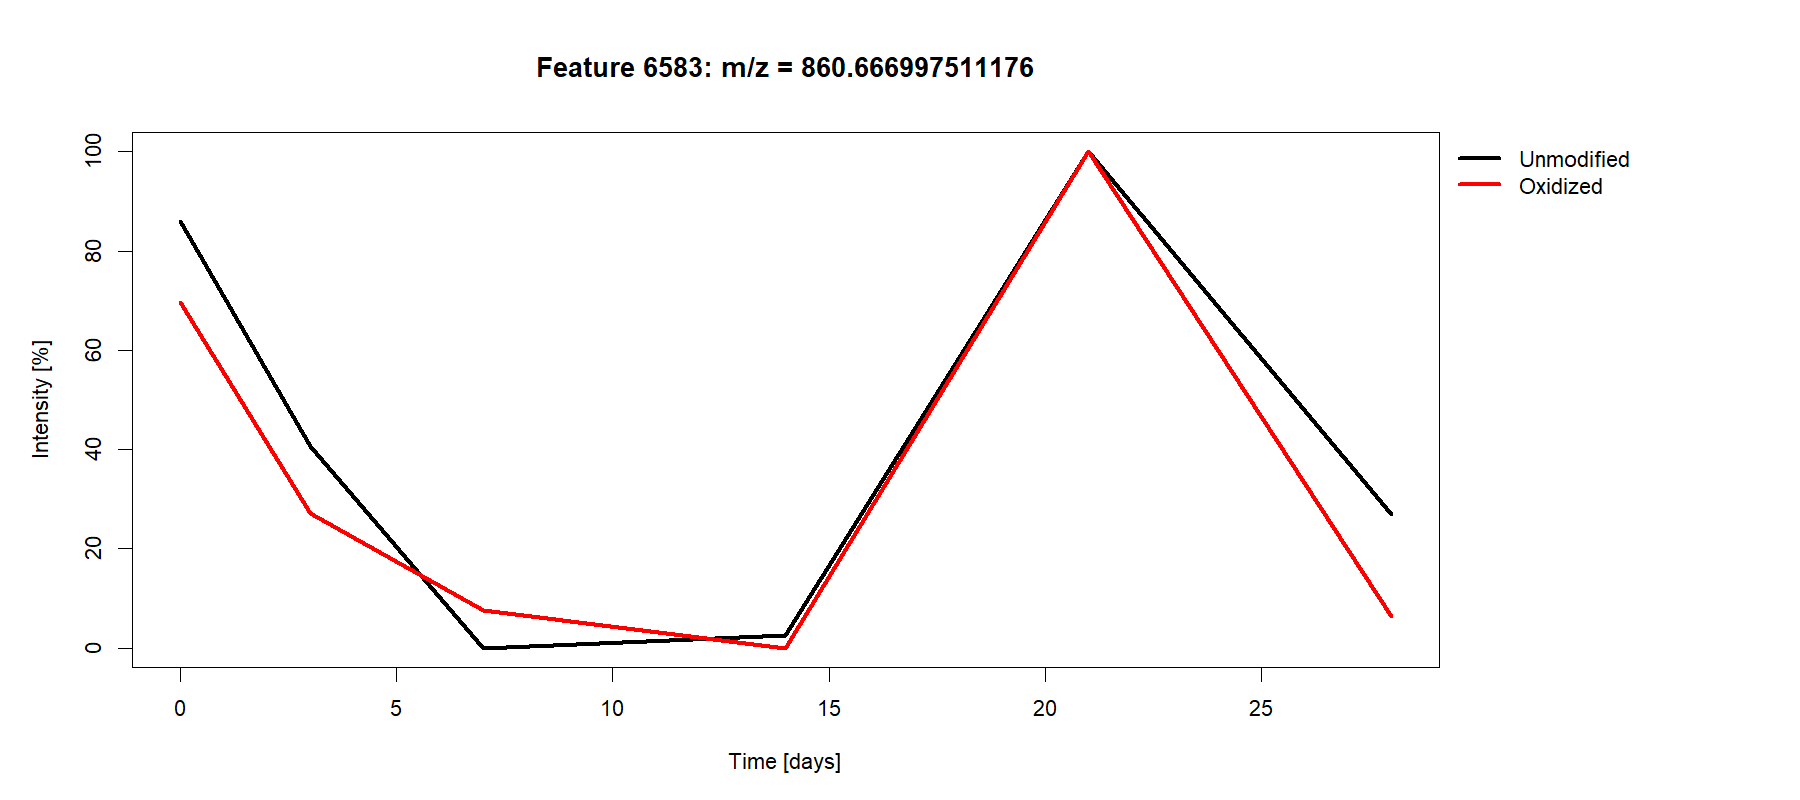 Feature 6583: m/z = 860.666997511176
Unmodified
Oxidized
Intensity [%]
100
80
60
40
20
0
0 5 10 15 20 25
Time [days]